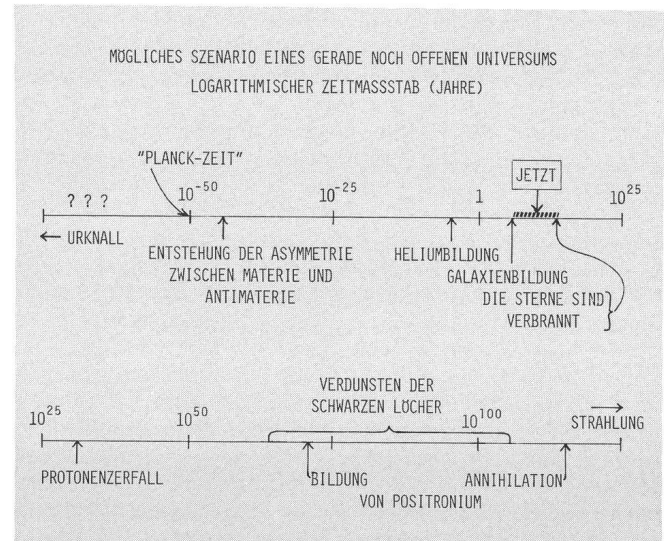 MÖGLICHES SZENARIO EINES GERADE NOCH OFFENEN UNIVERSUMS
LOGARITHMISCHER ZEITMASSSTAB (JAHRE)
"PLANCK-ZEIT"
JETZT
? ? ?
10^-50
10^-25
1
10^25
← URKNALL
ENTSTEHUNG DER ASYMMETRIE
ZWISCHEN MATERIE UND
ANTIMATERIE
HELIUMBILDUNG
GALAXIENBILDUNG
DIE STERNE SIND
VERBRANNT
VERDUNSTEN DER
SCHWARZEN LÖCHER
10^25
10^50
10^100
→
STRAHLUNG
PROTONENZERFALL
BILDUNG
ANNIHILATION
VON POSITRONIUM